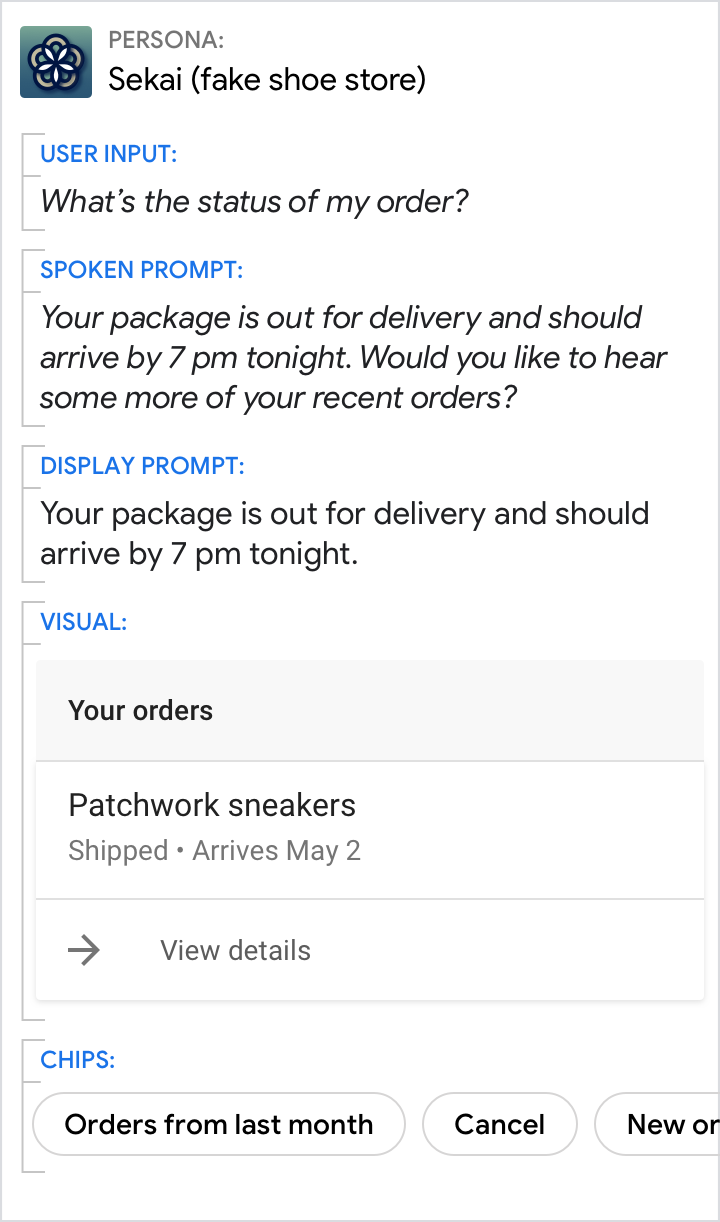 PERSONA:
Sekai (fake shoe store)
USER INPUT:
What’s the status of my order?
SPOKEN PROMPT:
Your package is out for delivery and should
arrive by 7 pm tonight. Would you like to hear
some more of your recent orders?
DISPLAY PROMPT:
Your package is out for delivery and should
arrive by 7 pm tonight.
VISUAL:
Your orders
Patchwork sneakers
Shipped • Arrives May 2
View details
CHIPS:
Orders from last month Cancel New or